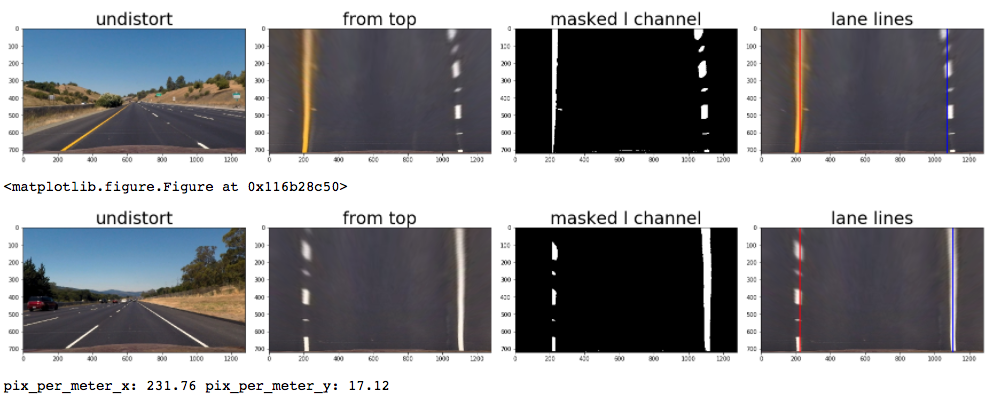 undistort from top masked l channel lane lines
0 100 200 300 400 500 600 700
0 100 200 300 400 500 600 700
0 100 200 300 400 500 600 700
0 100 200 300 400 500 600 700
0 200 400 600 800 1000 1200 0 200 400 600 800 1000 1200 0 200 400 600 800 1000 1200 0 200 400 600 800 1000 1200
<matplotlib.figure.Figure at 0x116b28c50>
undistort from top masked l channel lane lines
0 100 200 300 400 500 600 700
0 100 200 300 400 500 600 700
0 100 200 300 400 500 600 700
0 100 200 300 400 500 600 700
0 200 400 600 800 1000 1200 0 200 400 600 800 1000 1200 0 200 400 600 800 1000 1200 0 200 400 600 800 1000 1200
pix_per_meter_x: 231.76 pix_per_meter_y: 17.12